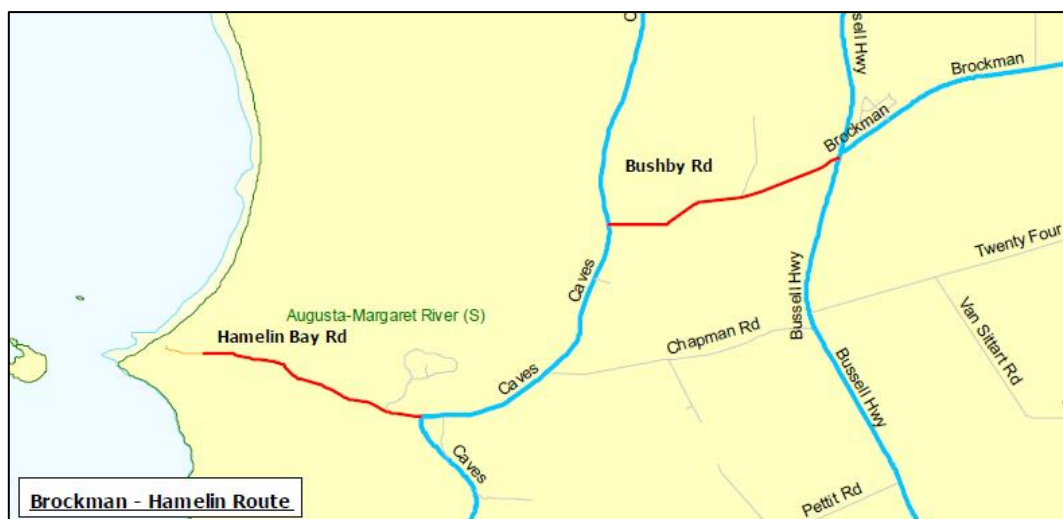 C
ssell Hwy
Brockman
Brockman
Bushby Rd
Twenty Four
Caves
Bussell Hwy
Van Sittart Rd
Augusta-Margaret River (S)
Hamelin Bay Rd
Chapman Rd
Caves
Bussell Hwy
Caves
Pettit Rd
Brockman - Hamelin Route